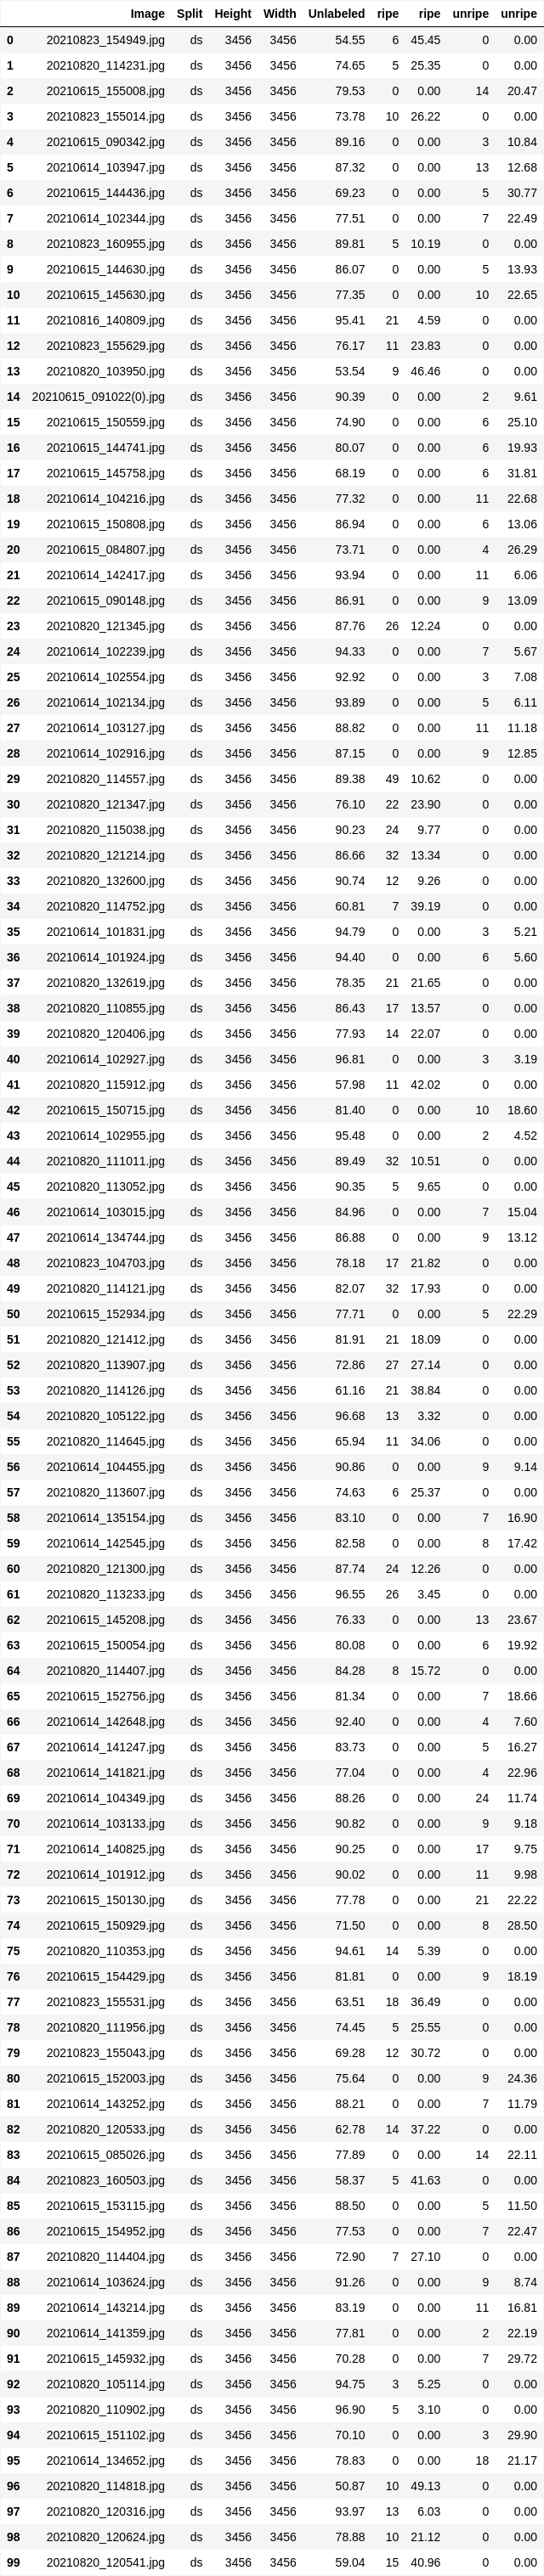 Image Split Height Width Unlabeled ripe ripe unripe unripe
0 20210823_154949.jpg ds 3456 3456 54.55 6 45.45 0 0.00
1 20210820_114231.jpg ds 3456 3456 74.65 5 25.35 0 0.00
2 20210615_155008.jpg ds 3456 3456 79.53 0 0.00 14 20.47
3 20210823_155014.jpg ds 3456 3456 73.78 10 26.22 0 0.00
4 20210615_090342.jpg ds 3456 3456 89.16 0 0.00 3 10.84
5 20210614_103947.jpg ds 3456 3456 87.32 0 0.00 13 12.68
6 20210615_144436.jpg ds 3456 3456 69.23 0 0.00 5 30.77
7 20210614_102344.jpg ds 3456 3456 77.51 0 0.00 7 22.49
8 20210823_160955.jpg ds 3456 3456 89.81 5 10.19 0 0.00
9 20210615_144630.jpg ds 3456 3456 86.07 0 0.00 5 13.93
10 20210615_145630.jpg ds 3456 3456 77.35 0 0.00 10 22.65
11 20210816_140809.jpg ds 3456 3456 95.41 21 4.59 0 0.00
12 20210823_155629.jpg ds 3456 3456 76.17 11 23.83 0 0.00
13 20210820_103950.jpg ds 3456 3456 53.54 9 46.46 0 0.00
14 20210615_091022(0).jpg ds 3456 3456 90.39 0 0.00 2 9.61
15 20210615_150559.jpg ds 3456 3456 74.90 0 0.00 6 25.10
16 20210615_144741.jpg ds 3456 3456 80.07 0 0.00 6 19.93
17 20210615_145758.jpg ds 3456 3456 68.19 0 0.00 6 31.81
18 20210614_104216.jpg ds 3456 3456 77.32 0 0.00 11 22.68
19 20210615_150808.jpg ds 3456 3456 86.94 0 0.00 6 13.06
20 20210615_084807.jpg ds 3456 3456 73.71 0 0.00 4 26.29
21 20210614_142417.jpg ds 3456 3456 93.94 0 0.00 11 6.06
22 20210615_090148.jpg ds 3456 3456 86.91 0 0.00 9 13.09
23 20210820_121345.jpg ds 3456 3456 87.76 26 12.24 0 0.00
24 20210614_102239.jpg ds 3456 3456 94.33 0 0.00 7 5.67
25 20210614_102554.jpg ds 3456 3456 92.92 0 0.00 3 7.08
26 20210614_102134.jpg ds 3456 3456 93.89 0 0.00 5 6.11
27 20210614_103127.jpg ds 3456 3456 88.82 0 0.00 11 11.18
28 20210614_102916.jpg ds 3456 3456 87.15 0 0.00 9 12.85
29 20210820_114557.jpg ds 3456 3456 89.38 49 10.62 0 0.00
30 20210820_121347.jpg ds 3456 3456 76.10 22 23.90 0 0.00
31 20210820_115038.jpg ds 3456 3456 90.23 24 9.77 0 0.00
32 20210820_121214.jpg ds 3456 3456 86.66 32 13.34 0 0.00
33 20210820_132600.jpg ds 3456 3456 90.74 12 9.26 0 0.00
34 20210820_114752.jpg ds 3456 3456 60.81 7 39.19 0 0.00
35 20210614_101831.jpg ds 3456 3456 94.79 0 0.00 3 5.21
36 20210614_101924.jpg ds 3456 3456 94.40 0 0.00 6 5.60
37 20210820_132619.jpg ds 3456 3456 78.35 21 21.65 0 0.00
38 20210820_110855.jpg ds 3456 3456 86.43 17 13.57 0 0.00
39 20210820_120406.jpg ds 3456 3456 77.93 14 22.07 0 0.00
40 20210614_102927.jpg ds 3456 3456 96.81 0 0.00 3 3.19
41 20210820_115912.jpg ds 3456 3456 57.98 11 42.02 0 0.00
42 20210615_150715.jpg ds 3456 3456 81.40 0 0.00 10 18.60
43 20210614_102955.jpg ds 3456 3456 95.48 0 0.00 2 4.52
44 20210820_111011.jpg ds 3456 3456 89.49 32 10.51 0 0.00
45 20210820_113052.jpg ds 3456 3456 90.35 5 9.65 0 0.00
46 20210614_103015.jpg ds 3456 3456 84.96 0 0.00 7 15.04
47 20210614_134744.jpg ds 3456 3456 86.88 0 0.00 9 13.12
48 20210823_104703.jpg ds 3456 3456 78.18 17 21.82 0 0.00
49 20210820_114121.jpg ds 3456 3456 82.07 32 17.93 0 0.00
50 20210615_152934.jpg ds 3456 3456 77.71 0 0.00 5 22.29
51 20210820_121412.jpg ds 3456 3456 81.91 21 18.09 0 0.00
52 20210820_113907.jpg ds 3456 3456 72.86 27 27.14 0 0.00
53 20210820_114126.jpg ds 3456 3456 61.16 21 38.84 0 0.00
54 20210820_105122.jpg ds 3456 3456 96.68 13 3.32 0 0.00
55 20210820_114645.jpg ds 3456 3456 65.94 11 34.06 0 0.00
56 20210614_104455.jpg ds 3456 3456 90.86 0 0.00 9 9.14
57 20210820_113607.jpg ds 3456 3456 74.63 6 25.37 0 0.00
58 20210614_135154.jpg ds 3456 3456 83.10 0 0.00 7 16.90
59 20210614_142545.jpg ds 3456 3456 82.58 0 0.00 8 17.42
60 20210820_121300.jpg ds 3456 3456 87.74 24 12.26 0 0.00
61 20210820_113233.jpg ds 3456 3456 96.55 26 3.45 0 0.00
62 20210615_145208.jpg ds 3456 3456 76.33 0 0.00 13 23.67
63 20210615_150054.jpg ds 3456 3456 80.08 0 0.00 6 19.92
64 20210820_114407.jpg ds 3456 3456 84.28 8 15.72 0 0.00
65 20210615_152756.jpg ds 3456 3456 81.34 0 0.00 7 18.66
66 20210614_142648.jpg ds 3456 3456 92.40 0 0.00 4 7.60
67 20210614_141247.jpg ds 3456 3456 83.73 0 0.00 5 16.27
68 20210614_141821.jpg ds 3456 3456 77.04 0 0.00 4 22.96
69 20210614_104349.jpg ds 3456 3456 88.26 0 0.00 24 11.74
70 20210614_103133.jpg ds 3456 3456 90.82 0 0.00 9 9.18
71 20210614_140825.jpg ds 3456 3456 90.25 0 0.00 17 9.75
72 20210614_101912.jpg ds 3456 3456 90.02 0 0.00 11 9.98
73 20210615_150130.jpg ds 3456 3456 77.78 0 0.00 21 22.22
74 20210615_150929.jpg ds 3456 3456 71.50 0 0.00 8 28.50
75 20210820_110353.jpg ds 3456 3456 94.61 14 5.39 0 0.00
76 20210615_154429.jpg ds 3456 3456 81.81 0 0.00 9 18.19
77 20210823_155531.jpg ds 3456 3456 63.51 18 36.49 0 0.00
78 20210820_111956.jpg ds 3456 3456 74.45 5 25.55 0 0.00
79 20210823_155043.jpg ds 3456 3456 69.28 12 30.72 0 0.00
80 20210615_152003.jpg ds 3456 3456 75.64 0 0.00 9 24.36
81 20210614_143252.jpg ds 3456 3456 88.21 0 0.00 7 11.79
82 20210820_120533.jpg ds 3456 3456 62.78 14 37.22 0 0.00
83 20210615_085026.jpg ds 3456 3456 77.89 0 0.00 14 22.11
84 20210823_160503.jpg ds 3456 3456 58.37 5 41.63 0 0.00
85 20210615_153115.jpg ds 3456 3456 88.50 0 0.00 5 11.50
86 20210615_154952.jpg ds 3456 3456 77.53 0 0.00 7 22.47
87 20210820_114404.jpg ds 3456 3456 72.90 7 27.10 0 0.00
88 20210614_103624.jpg ds 3456 3456 91.26 0 0.00 9 8.74
89 20210614_143214.jpg ds 3456 3456 83.19 0 0.00 11 16.81
90 20210614_141359.jpg ds 3456 3456 77.81 0 0.00 2 22.19
91 20210615_145932.jpg ds 3456 3456 70.28 0 0.00 7 29.72
92 20210820_105114.jpg ds 3456 3456 94.75 3 5.25 0 0.00
93 20210820_110902.jpg ds 3456 3456 96.90 5 3.10 0 0.00
94 20210615_151102.jpg ds 3456 3456 70.10 0 0.00 3 29.90
95 20210614_134652.jpg ds 3456 3456 78.83 0 0.00 18 21.17
96 20210820_114818.jpg ds 3456 3456 50.87 10 49.13 0 0.00
97 20210820_120316.jpg ds 3456 3456 93.97 13 6.03 0 0.00
98 20210820_120624.jpg ds 3456 3456 78.88 10 21.12 0 0.00
99 20210820_120541.jpg ds 3456 3456 59.04 15 40.96 0 0.00